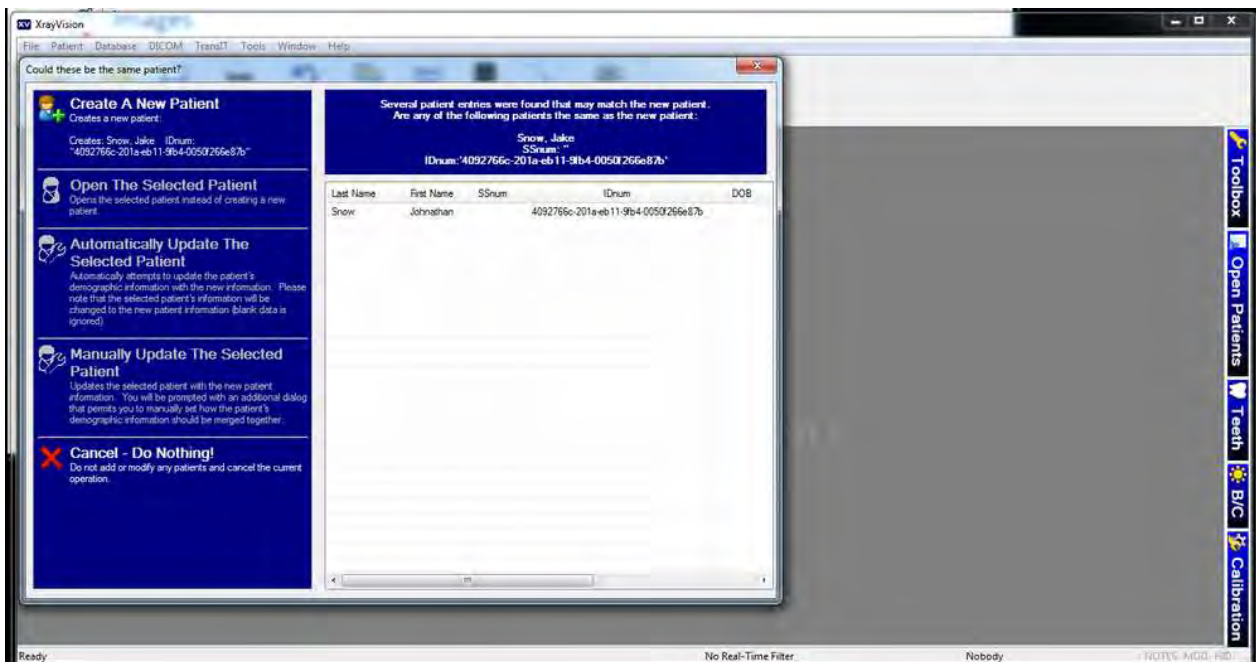 Images
XV XrayVision
File Patient Database DICOM TransIT Tools Window Help
Could these be the same patient?
Create A New Patient
Creates a new patient:
Creates: Snow, Jake IDnum:
"4092766c-201a-eb11-9fb4-0050f266e87b"
Open The Selected Patient
Opens the selected patient instead of creating a new
patient.
Automatically Update The
Selected Patient
Automatically attempts to update the patient's
demographic information with the new information. Please
note that the selected patient's information will be
changed to the new patient information (blank data is
ignored)
Manually Update The Selected
Patient
Updates the selected patient with the new patient
information. You will be prompted with an additional dialog
that permits you to manually set how the patient's
demographic information should be merged together.
Cancel - Do Nothing!
Do not add or modify any patients and cancel the current
operation.
Several patient entries were found that may match the new patient.
Are any of the following patients the same as the new patient:
Snow, Jake
SSnum: ''
IDnum:'4092766c-201a-eb11-9fb4-0050f266e87b'
Last Name First Name SSnum IDnum DOB
Snow Johnathan 4092766c-201a-eb11-9fb4-0050f266e87b
Toolbox
Open Patients
Teeth
B/C
Calibration
Ready No Real-Time Filter Nobody NOTES MOD